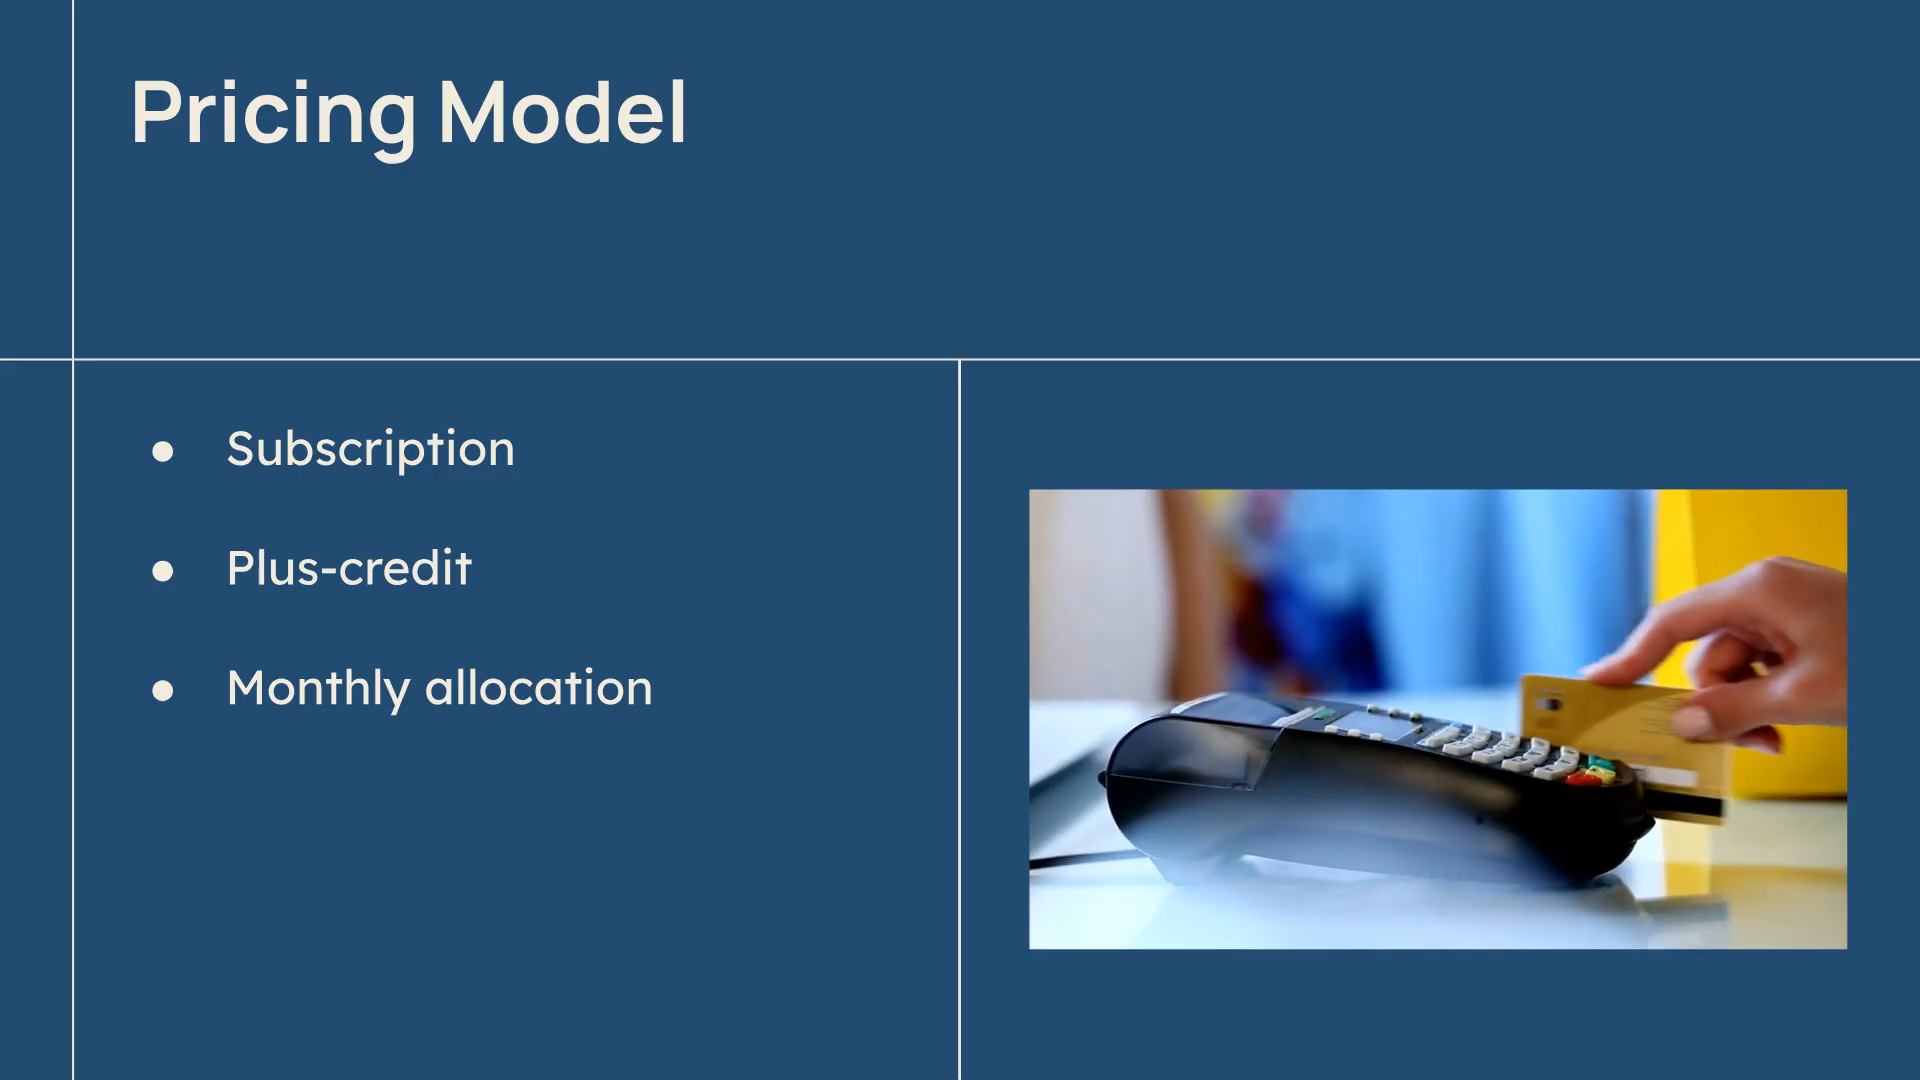 Pricing Model
● Subscription
● Plus-credit
● Monthly allocation